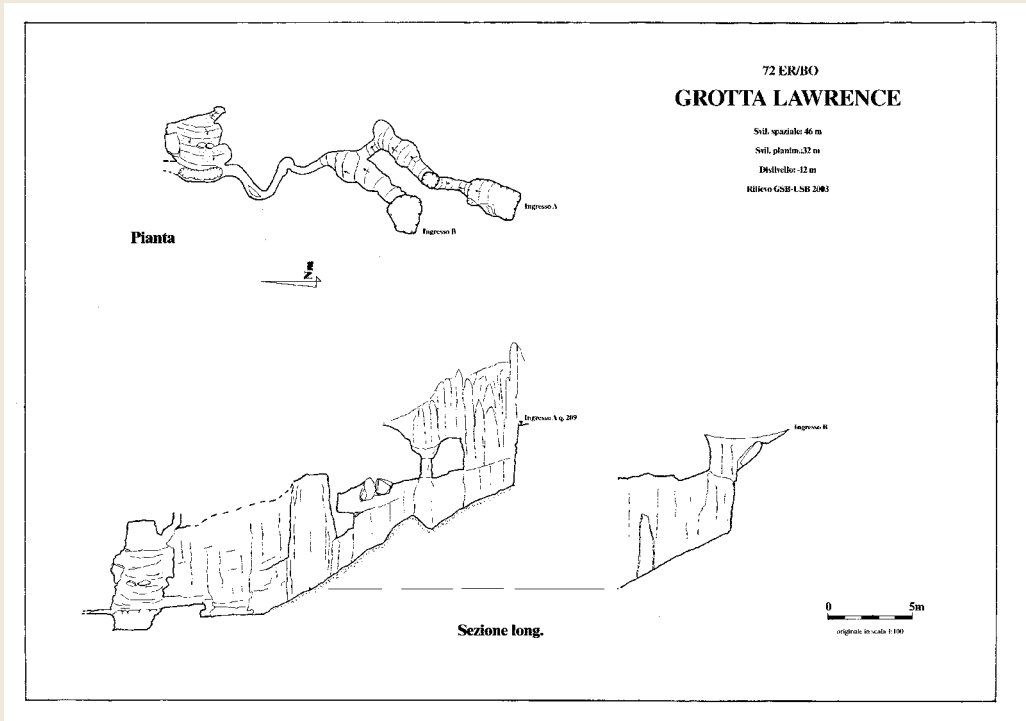 72 ER/BO
GROTTA LAWRENCE
Svil. spaziale: 46 m
Svil. planim.:32 m
Dislivello: -12 m
Rilievo GSB-USB 2003
Ingresso A
Ingresso B
Pianta
Nm
Ingresso A q. 209
Ingresso B
0 5m
originale in scala 1:100
Sezione long.